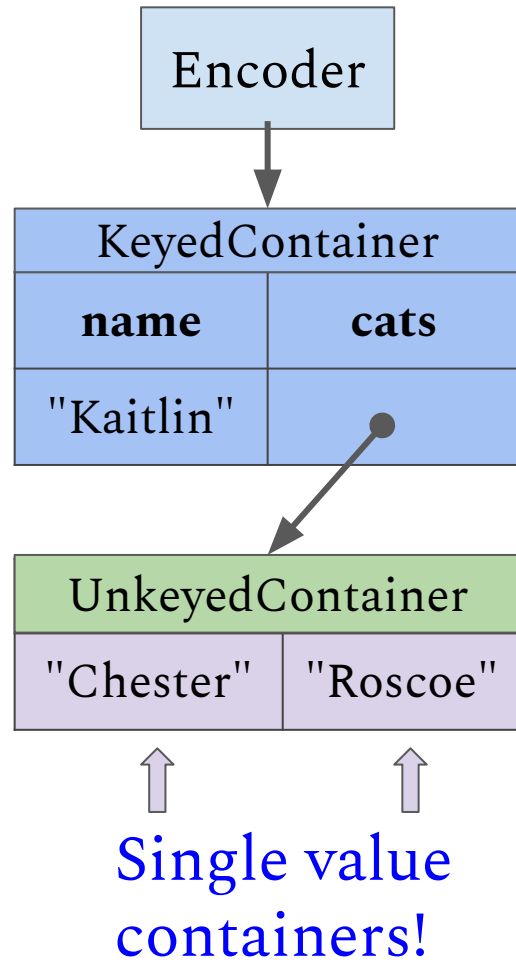 Encoder
KeyedContainer
name cats
"Kaitlin"
UnkeyedContainer
"Chester" "Roscoe"
Single value
containers!